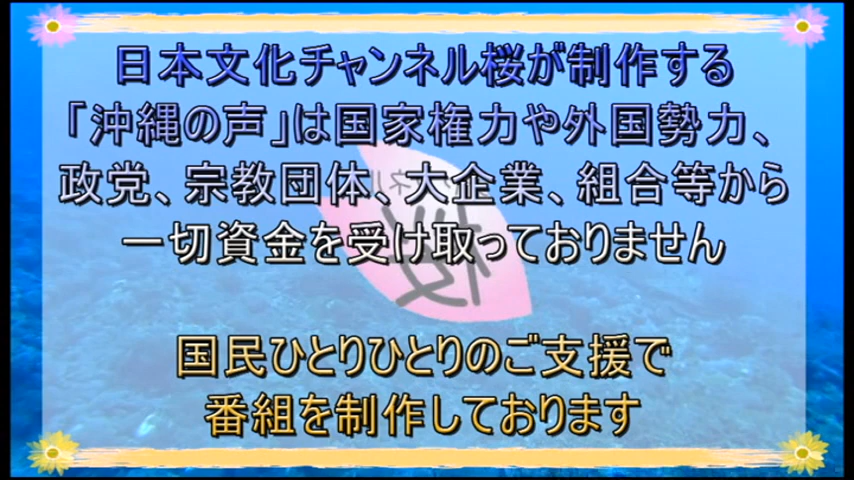 日本文化チャンネル桜が制作する
「沖縄の声」は国家権力や外国勢力、
政党、宗教団体、大企業、組合等から
一切資金を受け取っておりません
国民ひとりひとりのご支援で
番組を制作しております
桜